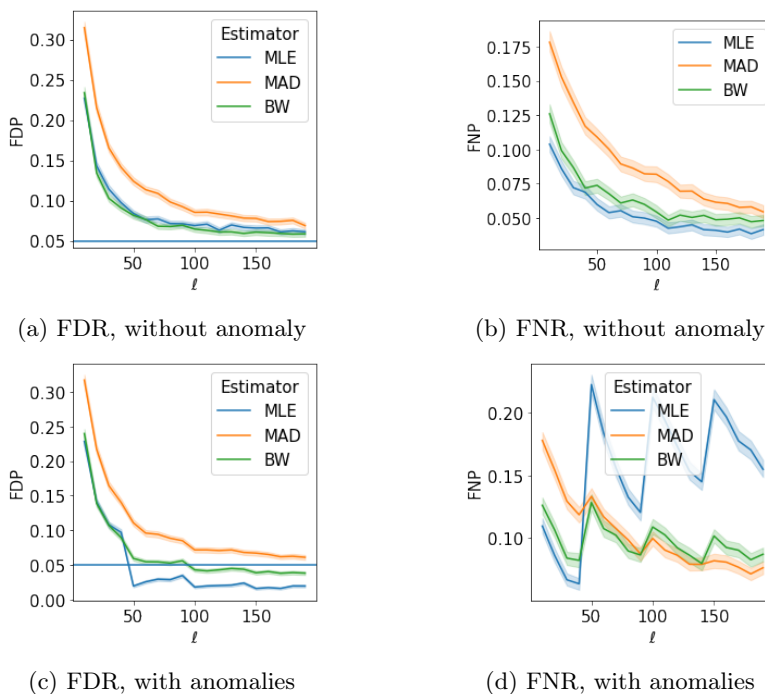 0.30
0.25
0.20
0.15
0.10
0.05
FDP
50
100
150
ℓ
Estimator
MLE
MAD
BW
(a) FDR, without anomaly
0.175
0.150
0.125
0.100
0.075
0.050
FNP
50
100
150
ℓ
MLE
MAD
BW
(b) FNR, without anomaly
0.30
0.25
0.20
0.15
0.10
0.05
0.00
FDP
50
100
150
ℓ
Estimator
MLE
MAD
BW
(c) FDR, with anomalies
0.20
0.15
0.10
FNP
50
100
150
ℓ
Estimator
MLE
MAD
BW
(d) FNR, with anomalies